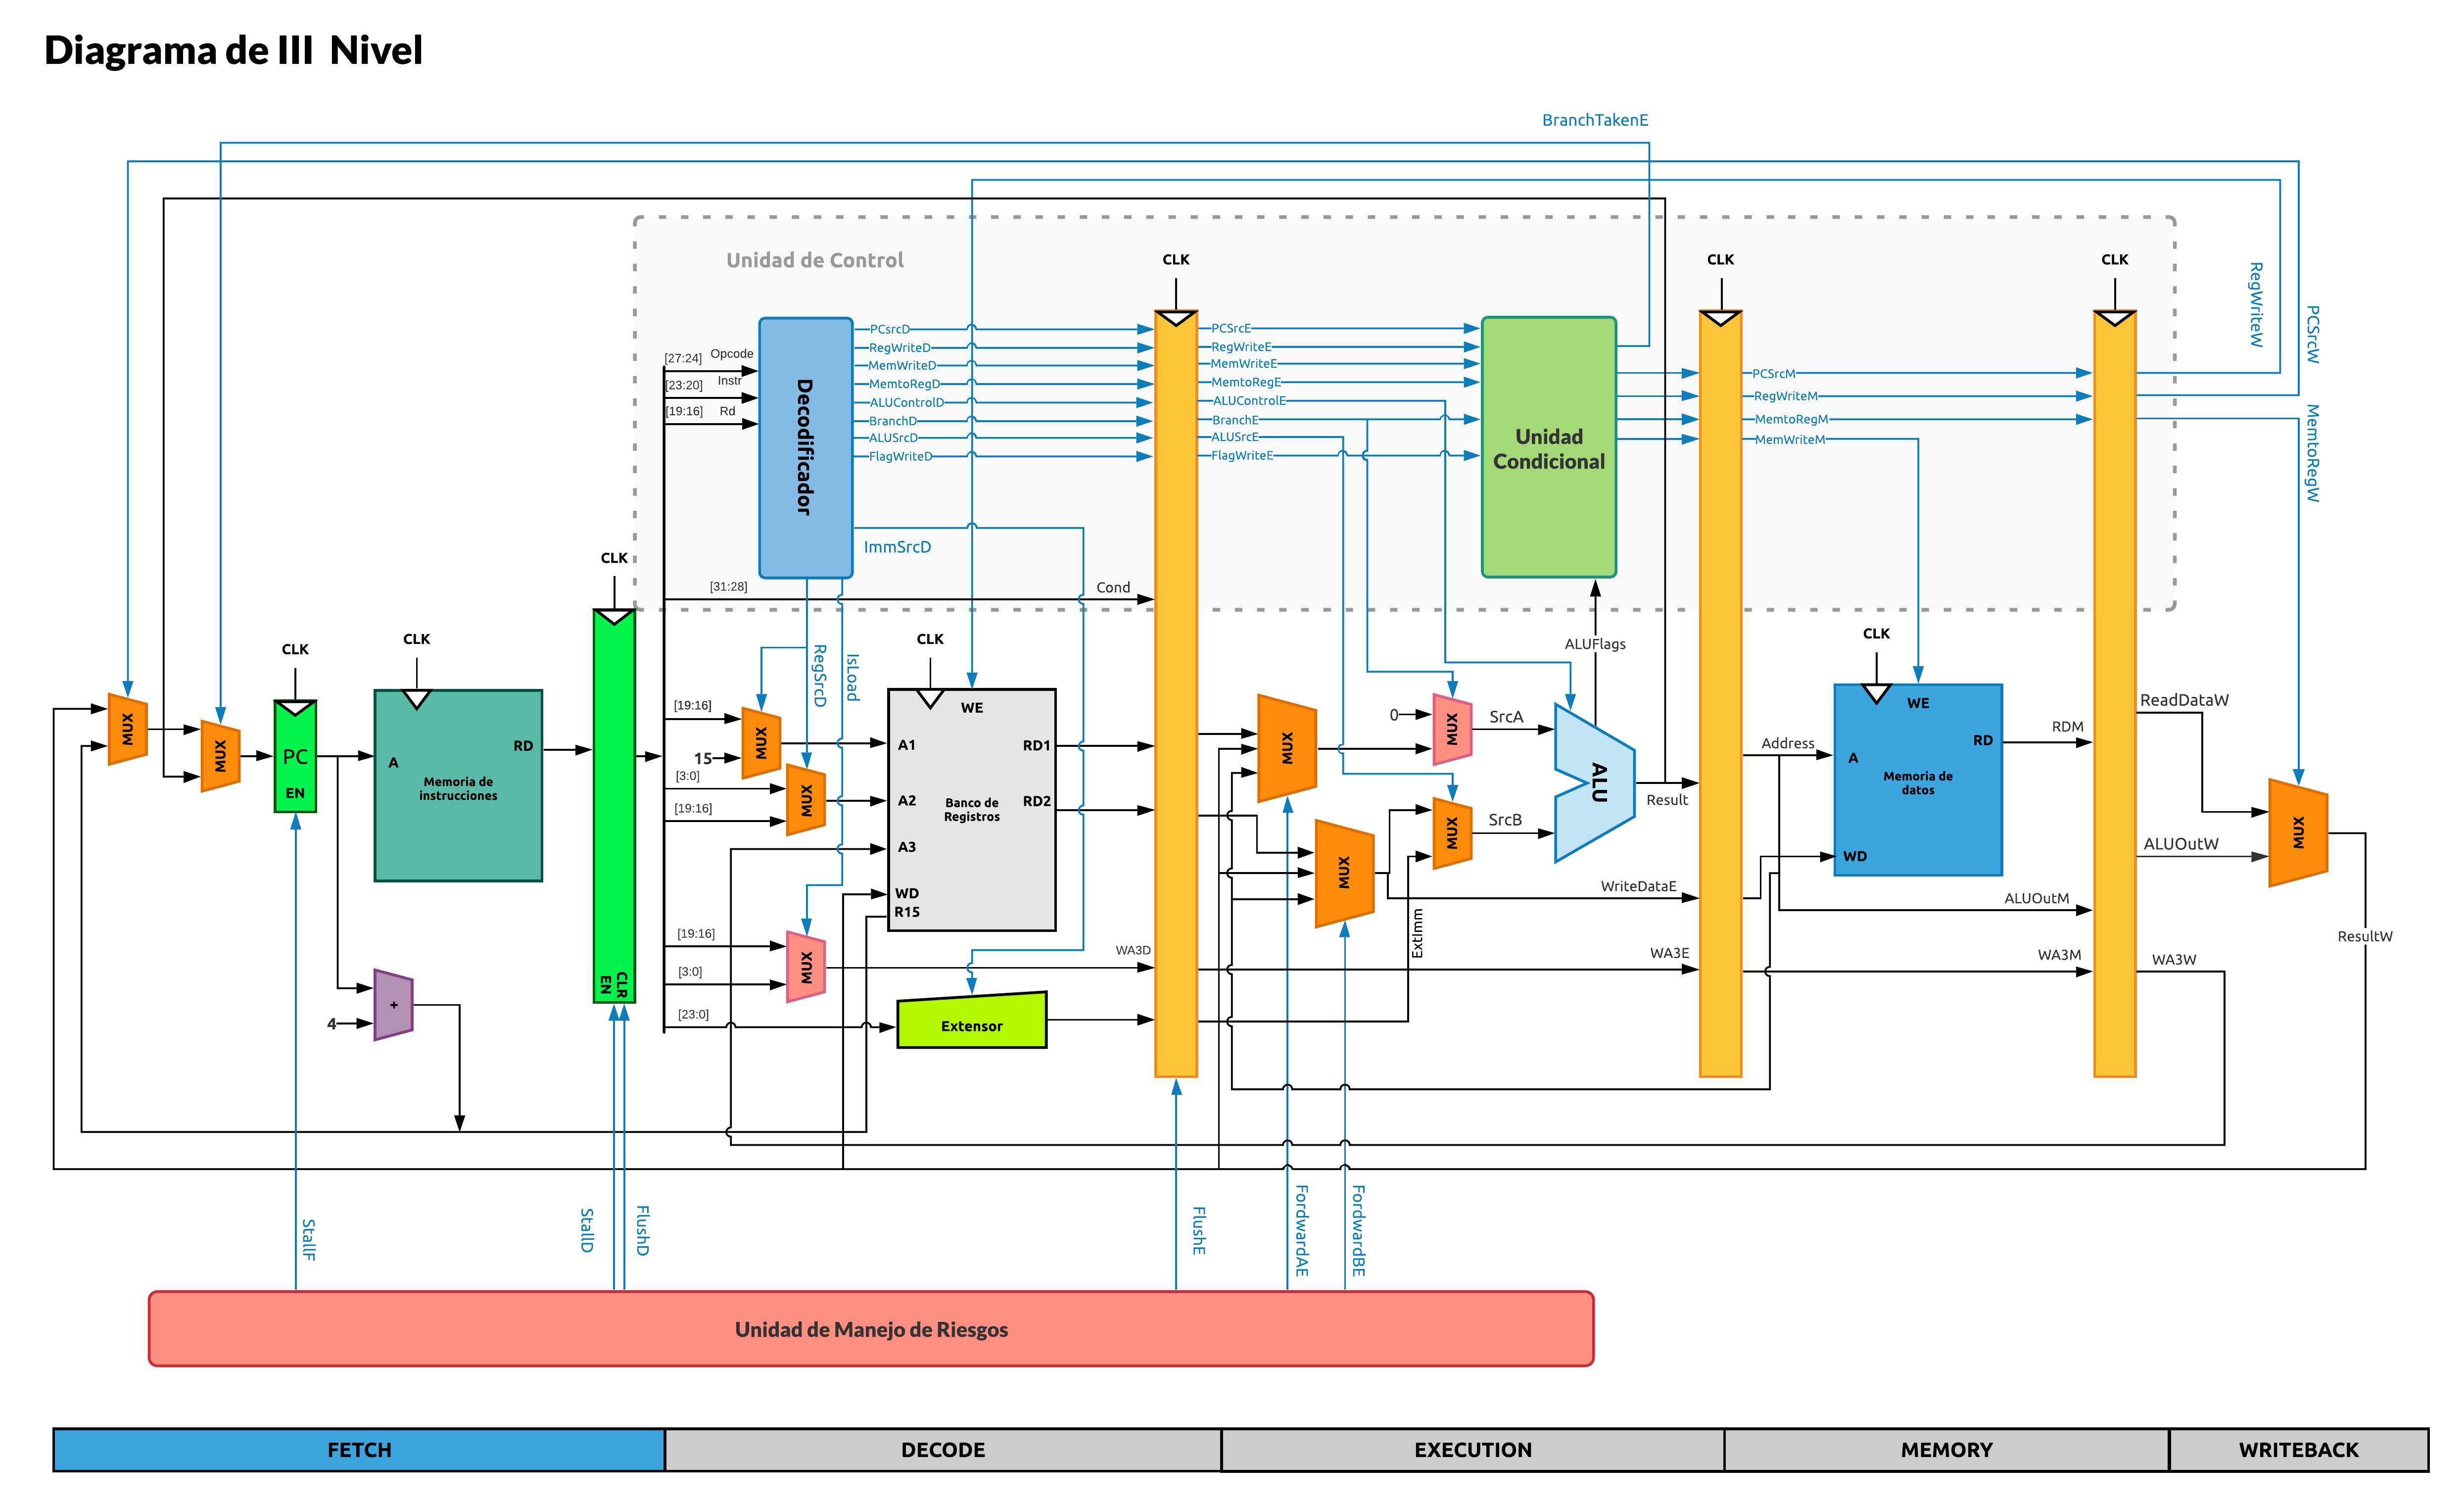 Diagrama de III Nivel
BranchTakenE
Unidad de Control
CLK
CLK
CLK
RegWriteW
PCSrcW
MemtoRegW
Decodificador
[27:24] Opcode
[23:20] Instr
[19:16] Rd
PCsrcD
RegWriteD
MemWriteD
MemtoRegD
ALUControlD
BranchD
ALUSrcD
FlagWriteD
ImmSrcD
PCSrcE
RegWriteE
MemWriteE
MemtoRegE
ALUControlE
BranchE
ALUSrcE
FlagWriteE
Unidad
Condicional
PCSrcM
RegWriteM
MemtoRegM
MemWriteM
[31:28]
Cond
CLK
CLK
CLK
CLK
CLK
ALUFlags
RegSrcD
IsLoad
MUX
MUX
PC
EN
A
RD
Memoria de
instrucciones
EN
CLR
4
+
[19:16]
15
MUX
[3:0]
[19:16]
MUX
[19:16]
[3:0]
MUX
[23:0]
WE
A1
A2
A3
WD
R15
RD1
RD2
Banco de
Registros
Extensor
WA3D
MUX
MUX
0
MUX
MUX
SrcA
SrcB
ALU
Result
WriteDataE
ExtImm
WA3E
Address
WE
A
RD
Memoria de
datos
WD
RDM
ALUOutM
WA3M
ReadDataW
ALUOutW
WA3W
MUX
ResultW
StallF
StallD
FlushD
FlushE
FordwardAE
FordwardBE
Unidad de Manejo de Riesgos
FETCH
DECODE
EXECUTION
MEMORY
WRITEBACK